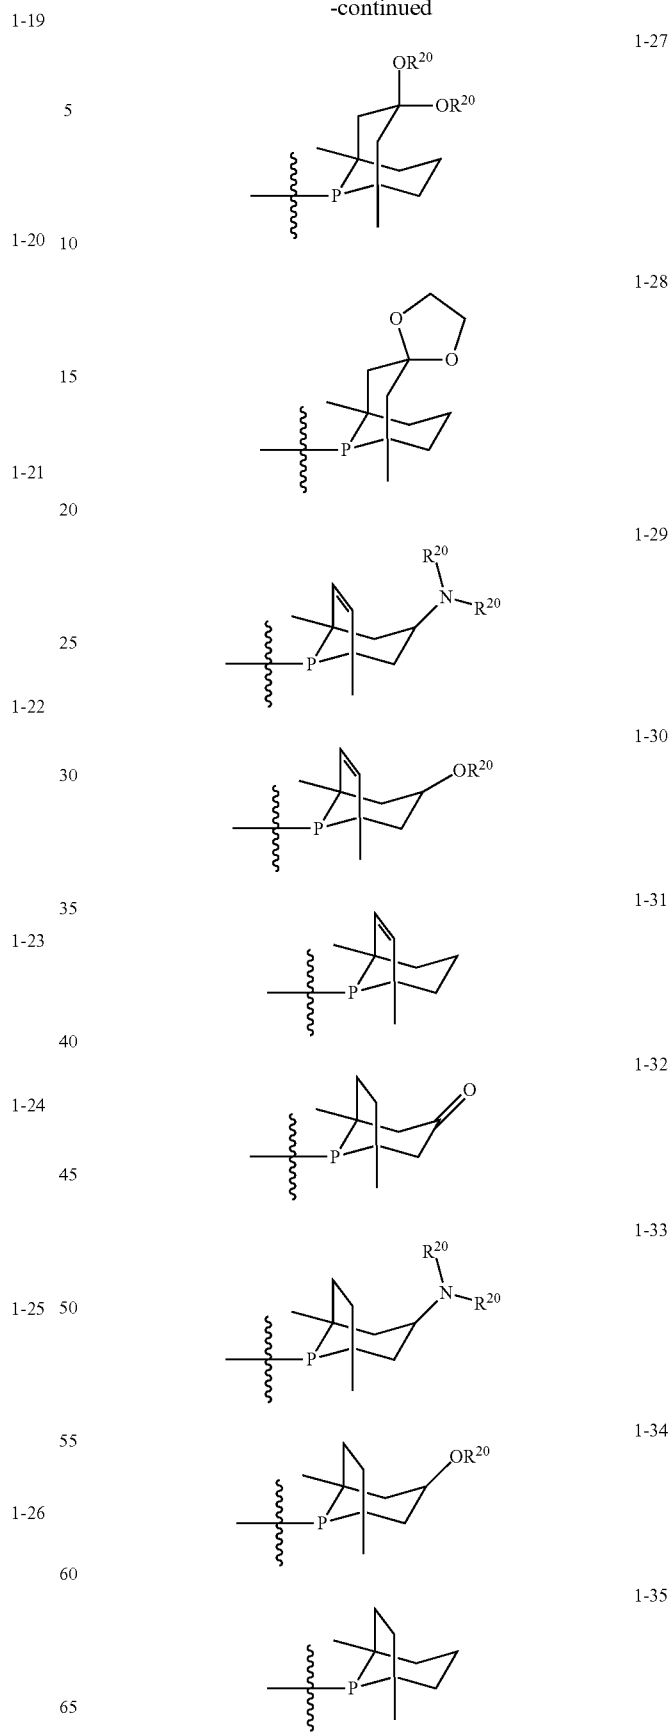 -continued
1-19
1-27
OR²⁰
OR²⁰
5
P
1-20
10
1-28
O
O
15
P
1-21
20
1-29
R²⁰
N
R²⁰
25
P
1-22
1-30
OR²⁰
30
P
35
1-31
1-23
P
40
1-32
O
1-24
P
45
1-33
R²⁰
N
R²⁰
1-25
50
P
1-34
55
OR²⁰
1-26
P
60
1-35
P
65